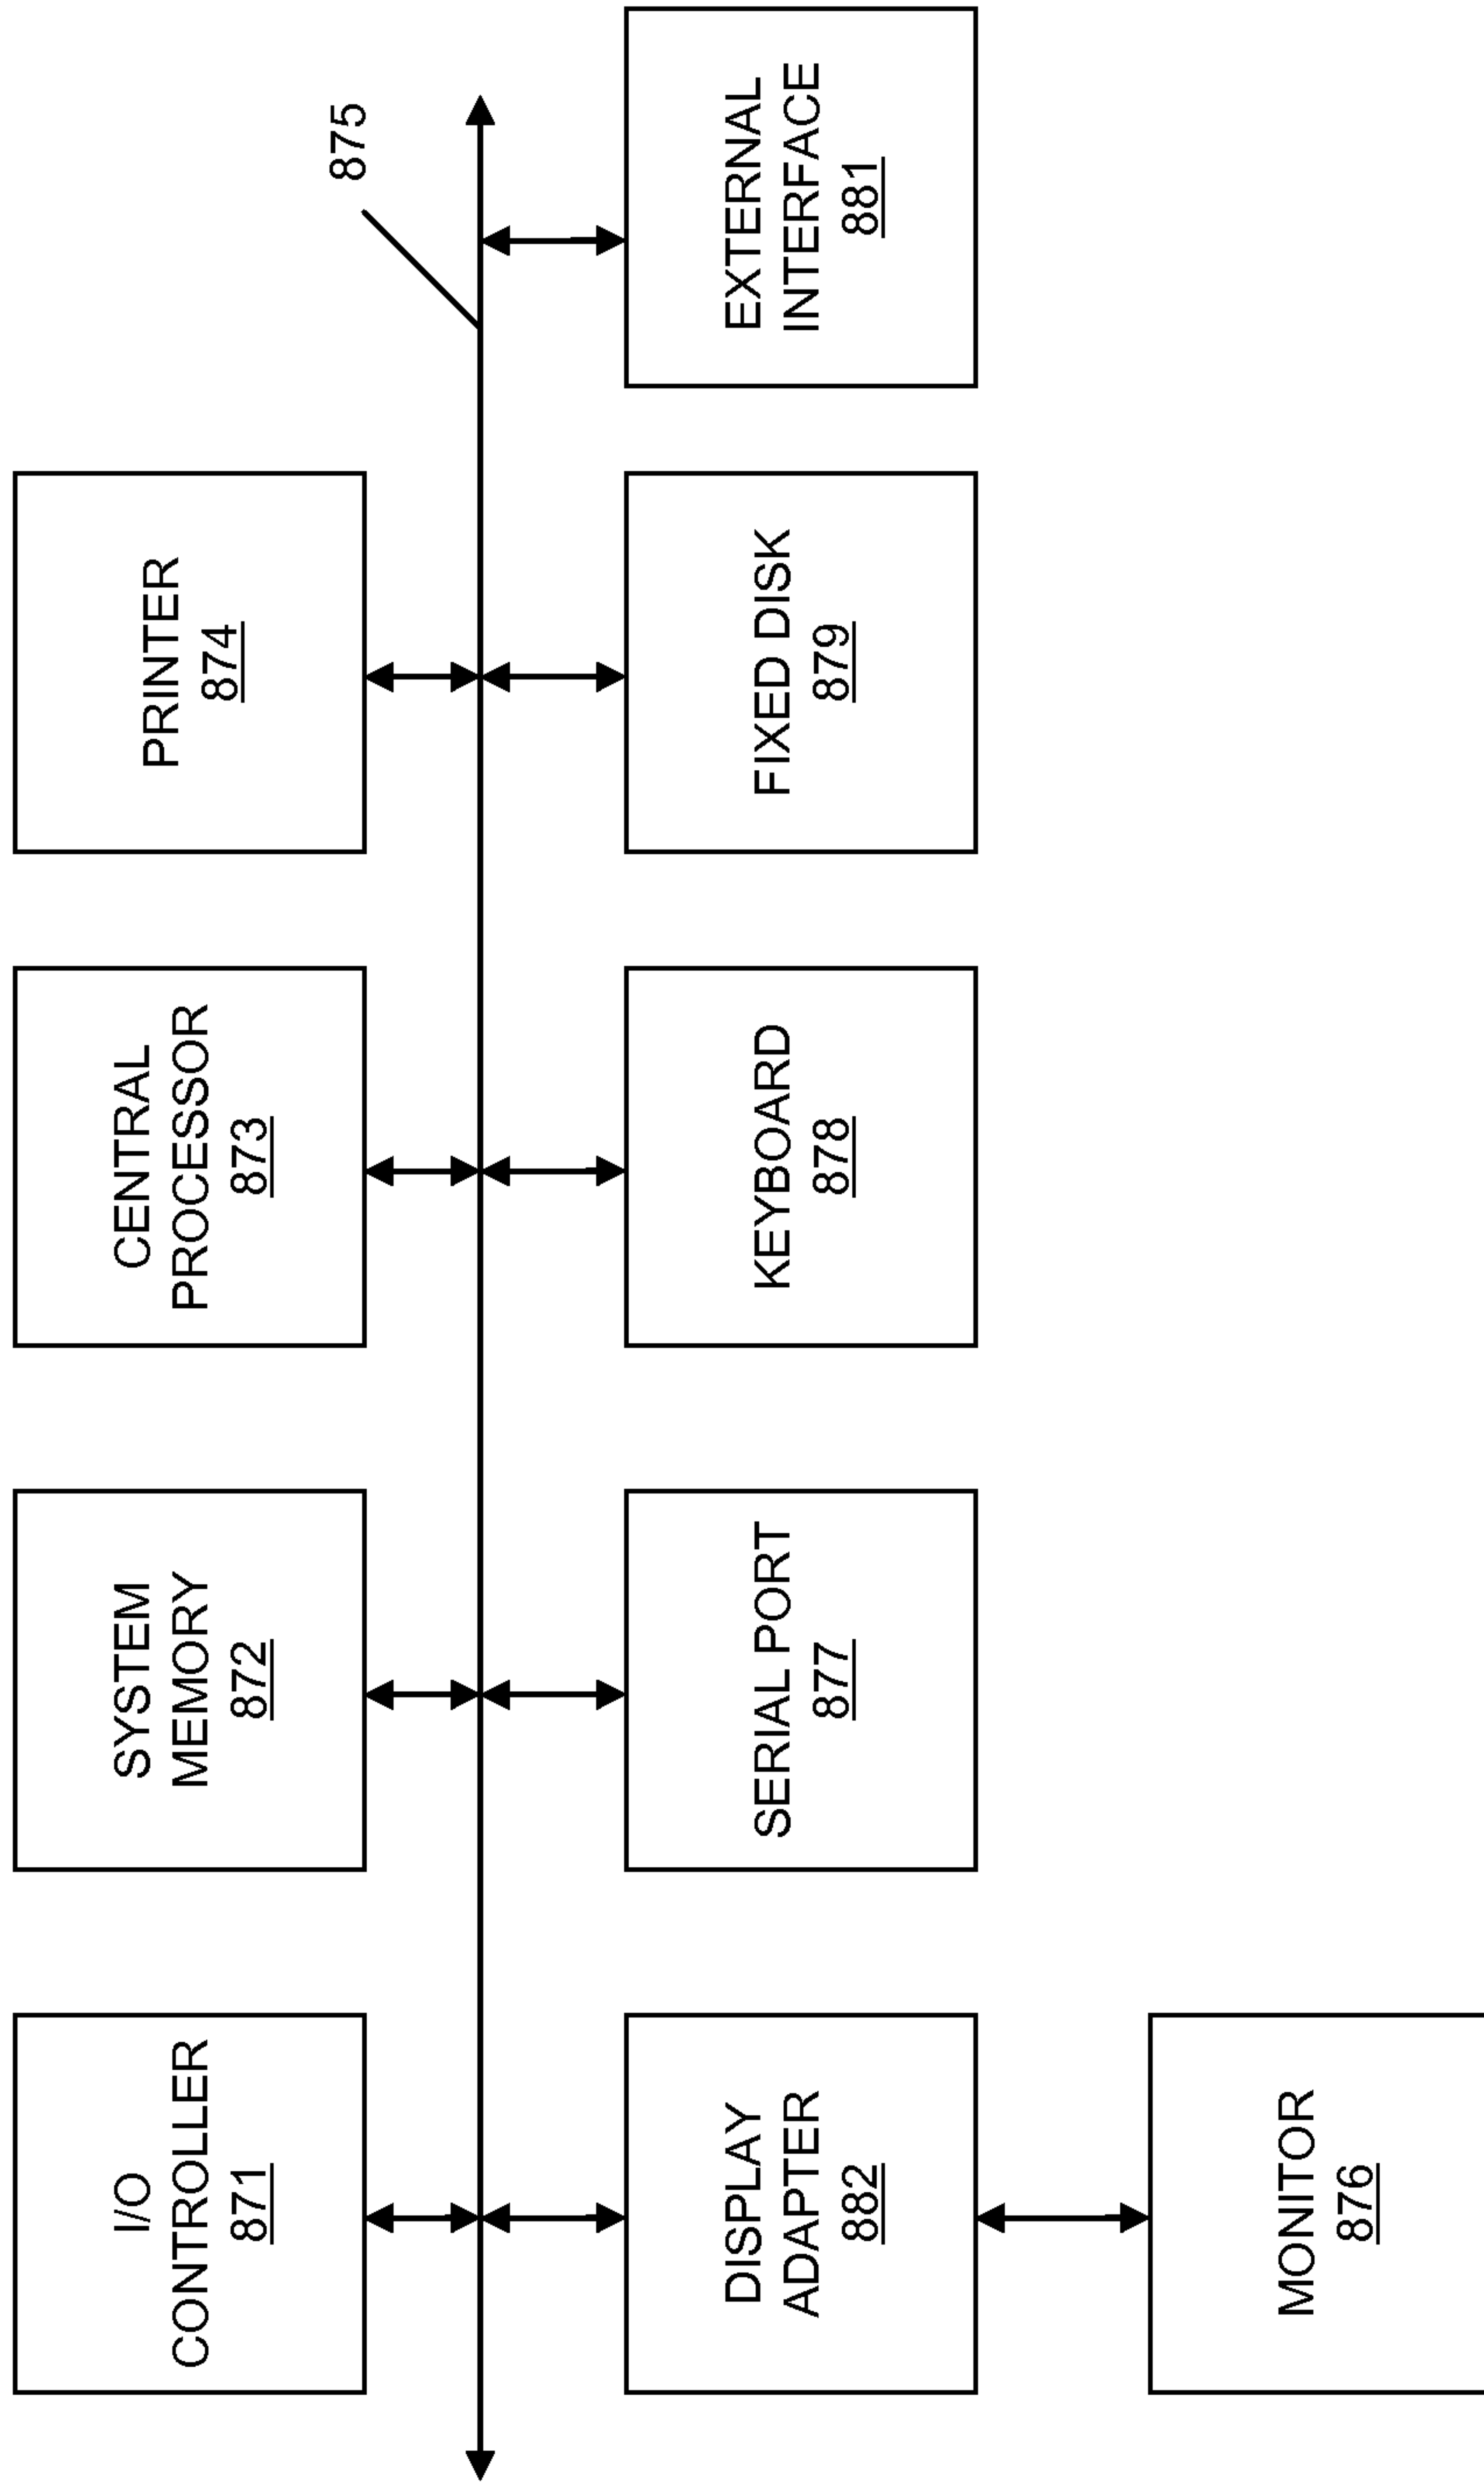 I/O
CONTROLLER
871
SYSTEM
MEMORY
872
CENTRAL
PROCESSOR
873
PRINTER
874
875
DISPLAY
ADAPTER
882
SERIAL PORT
877
KEYBOARD
878
FIXED DISK
879
EXTERNAL
INTERFACE
881
MONITOR
876